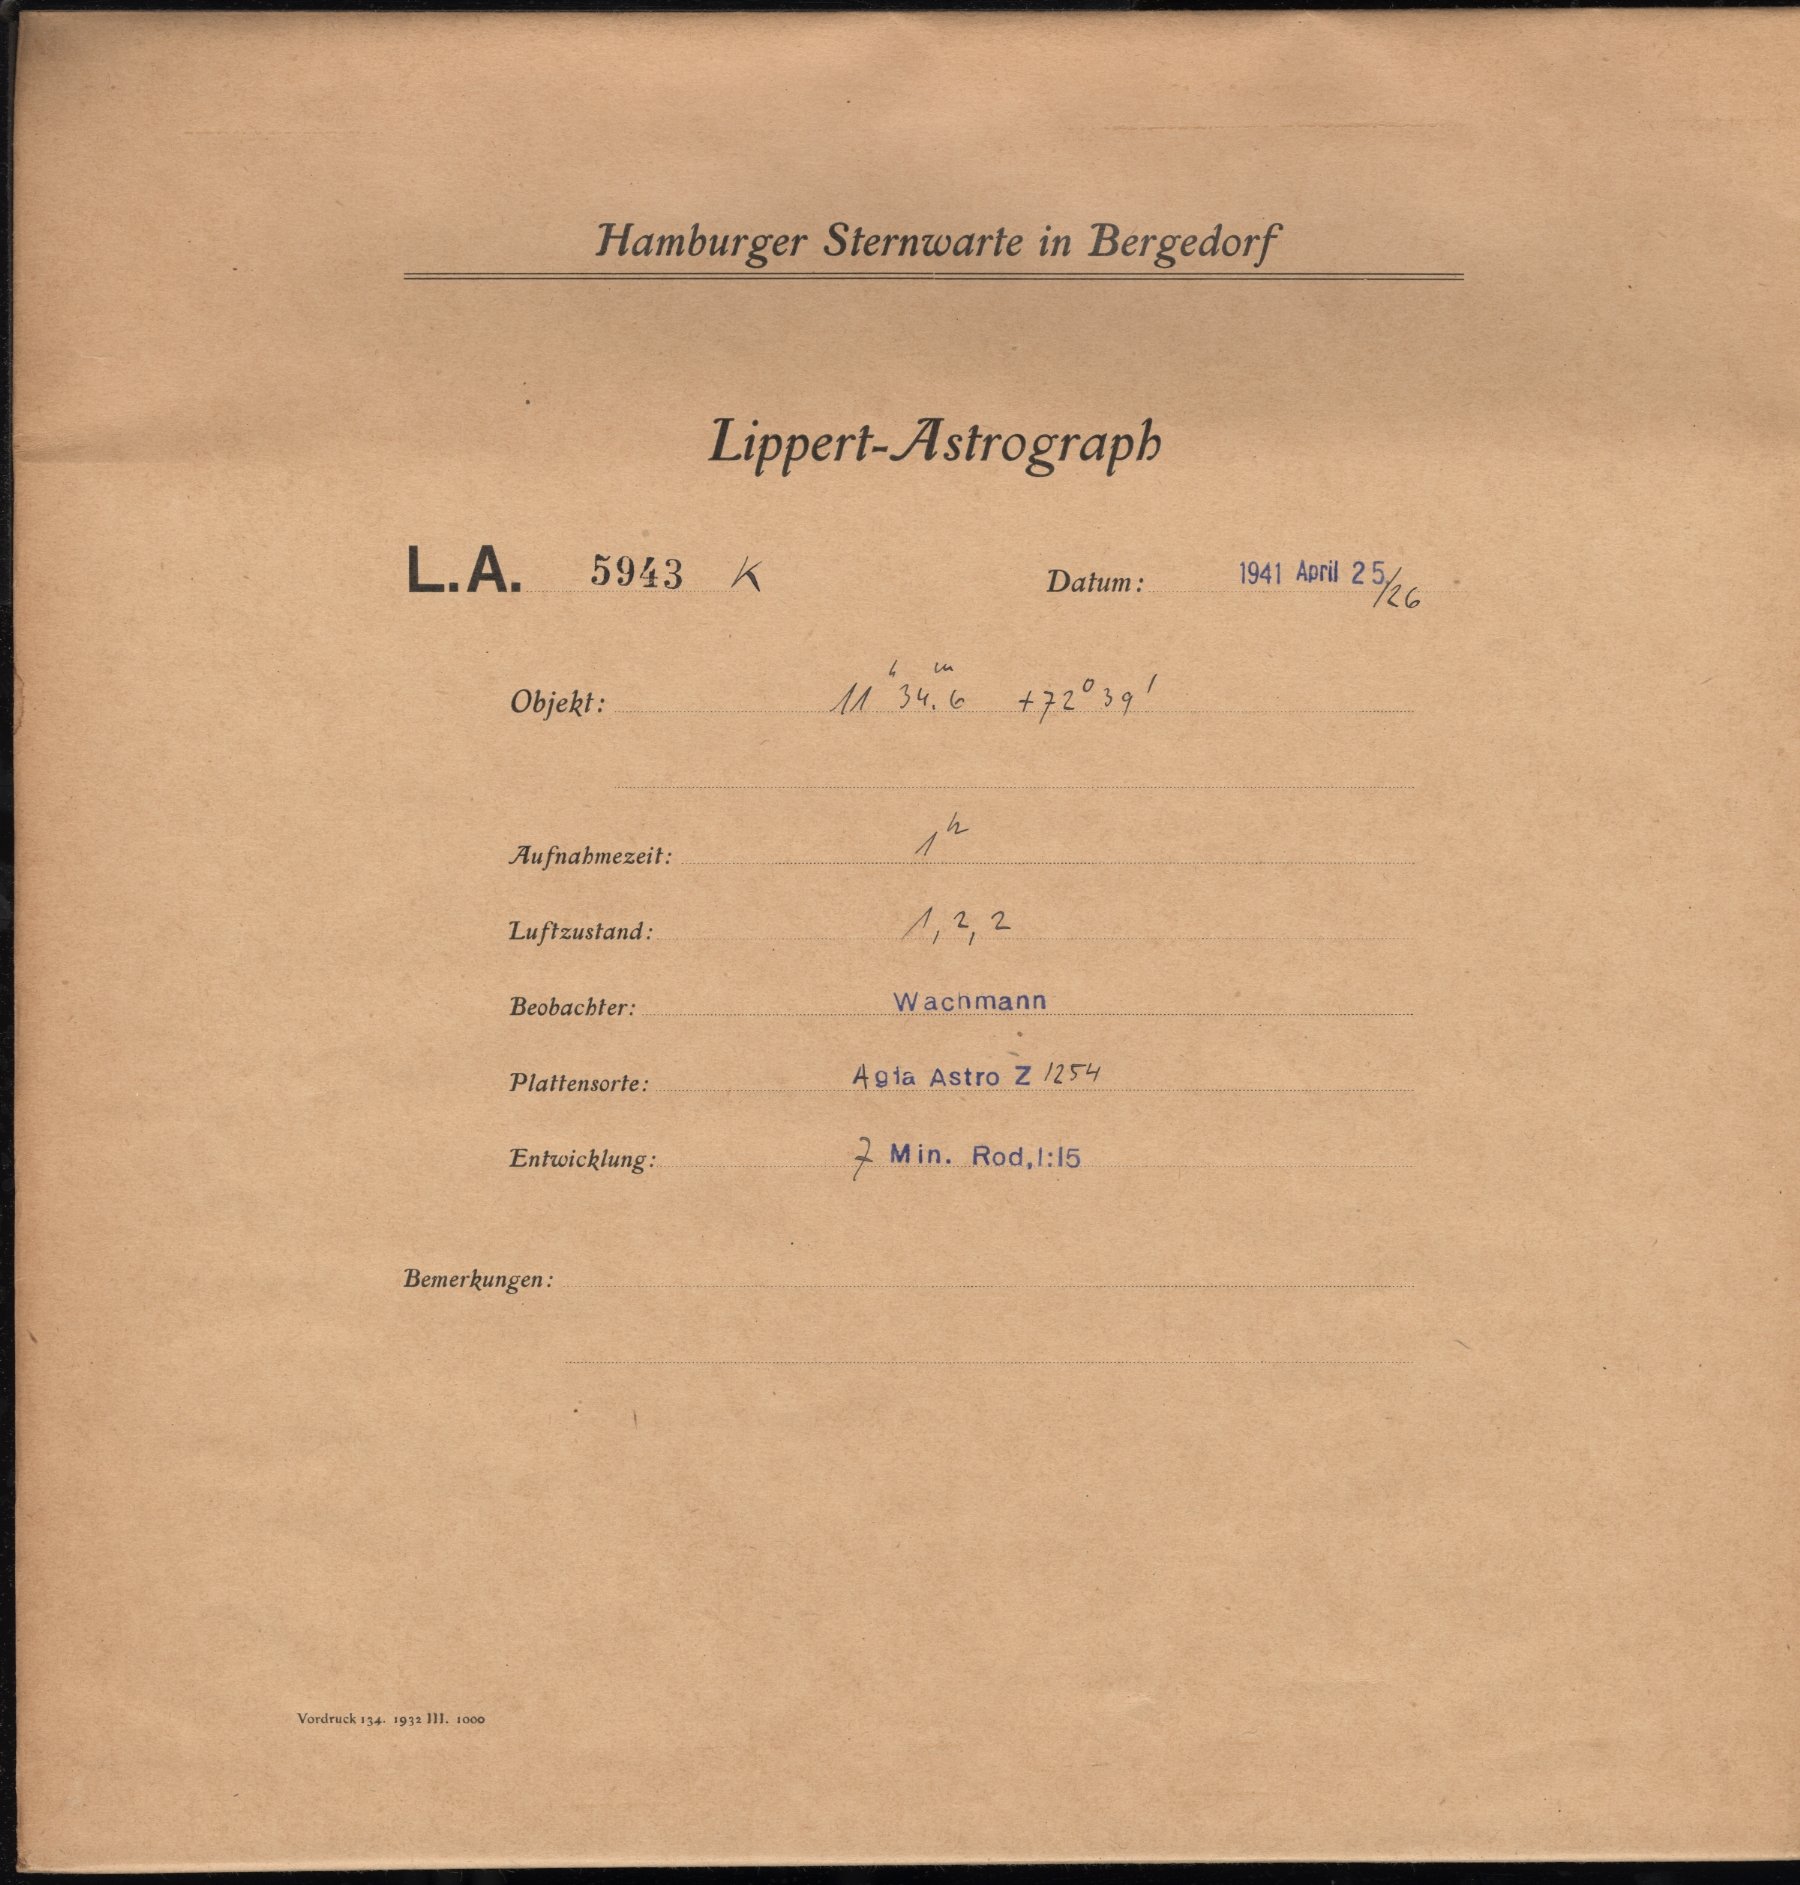 Hamburger Sternwarte in Bergedorf
Lippert-Astrograph
L.A. 5943 K Datum: 1941 April 25./26
Objekt: 11ʰ 34.ᵐ6 +72° 39'
Aufnahmezeit: 1ʰ
Luftzustand: 1, 2, 2
Beobachter: Wachmann
Plattensorte: Agfa Astro Z 1254
Entwicklung: 7 Min. Rod, 1:15
Bemerkungen:
Vordruck 134. 1932 III. 1000